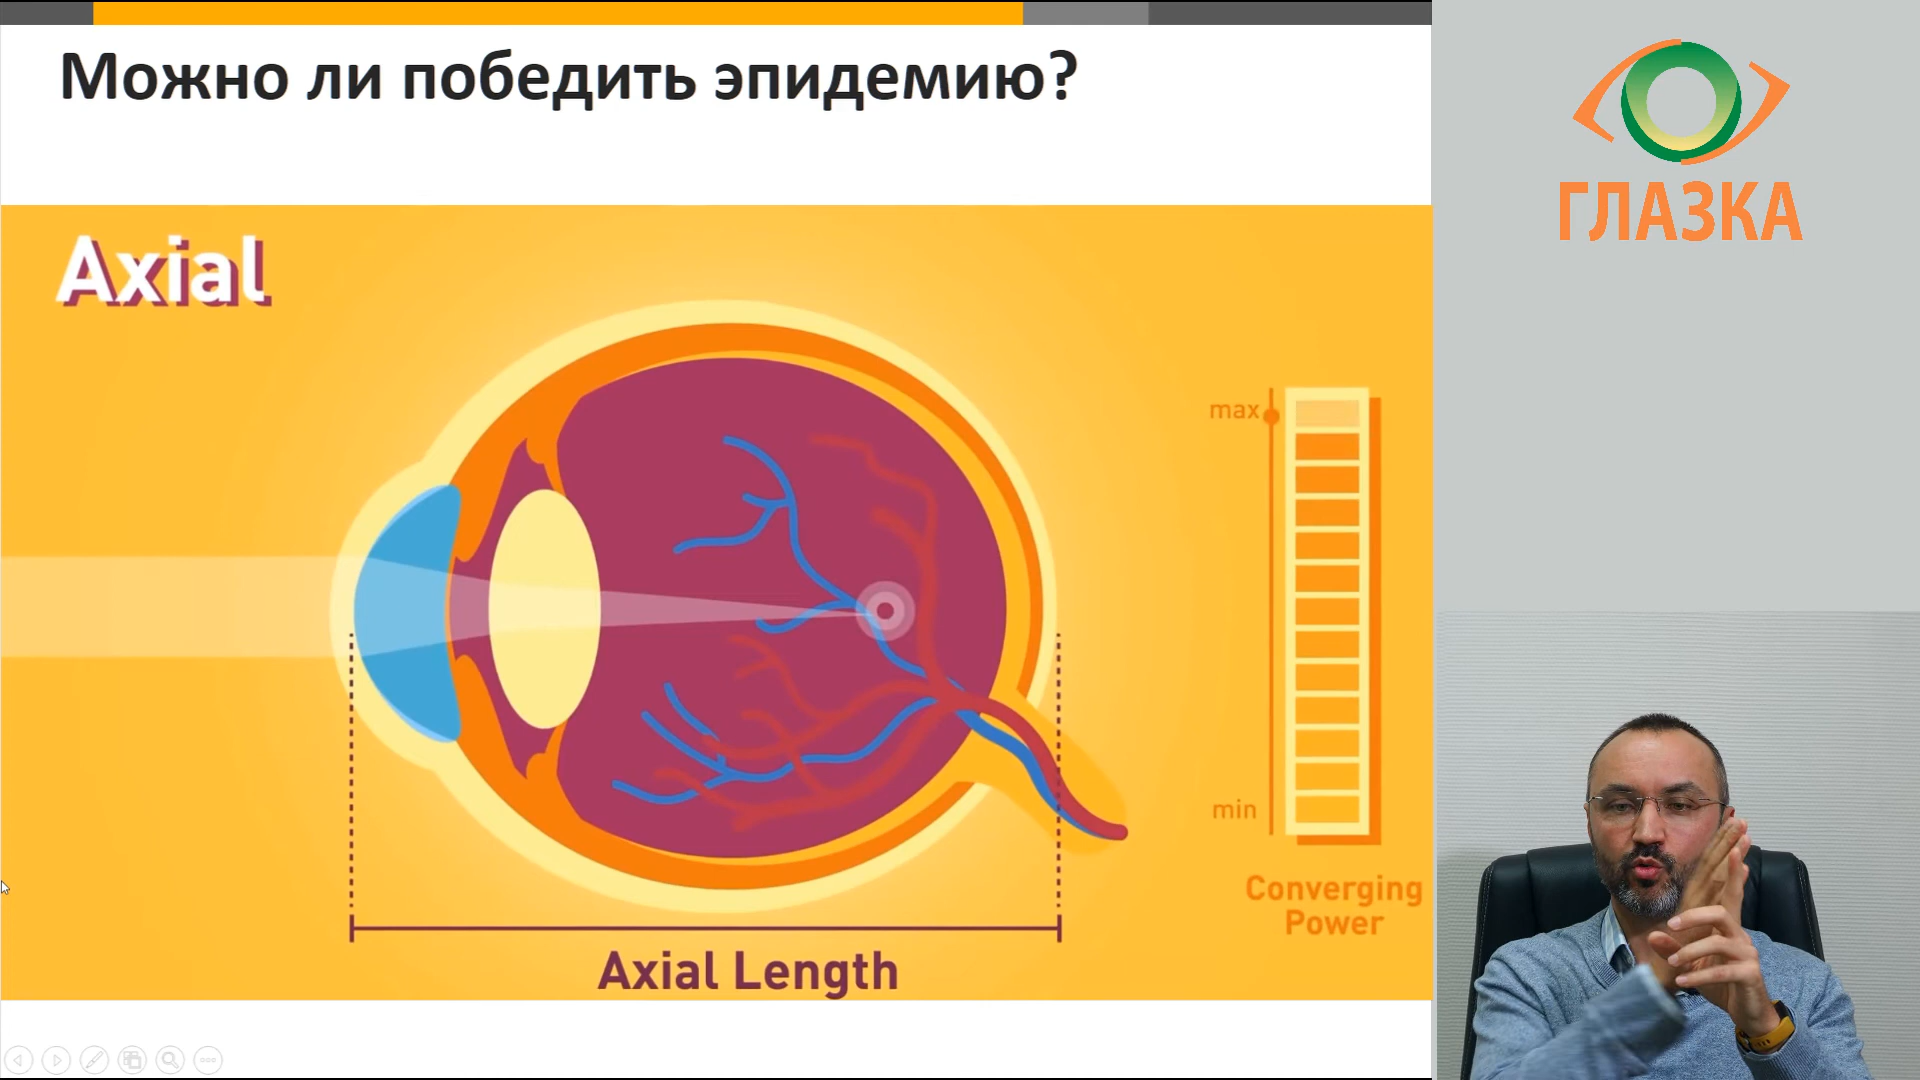 Можно ли победить эпидемию?
ГЛАЗКА
Axial
max
min
Converging
Power
Axial Length